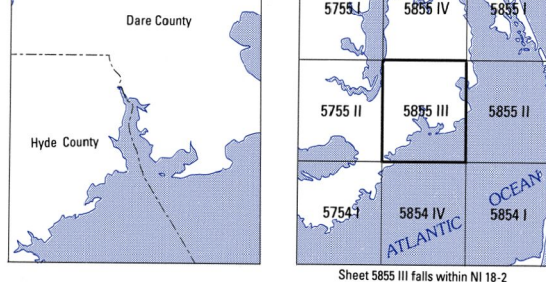 Dare County
Hyde County
5755 I 5855 IV 5855 I
5755 II 5855 III 5855 II
5754 I 5854 IV 5854 I
ATLANTIC OCEAN
Sheet 5855 III falls within NI 18-2